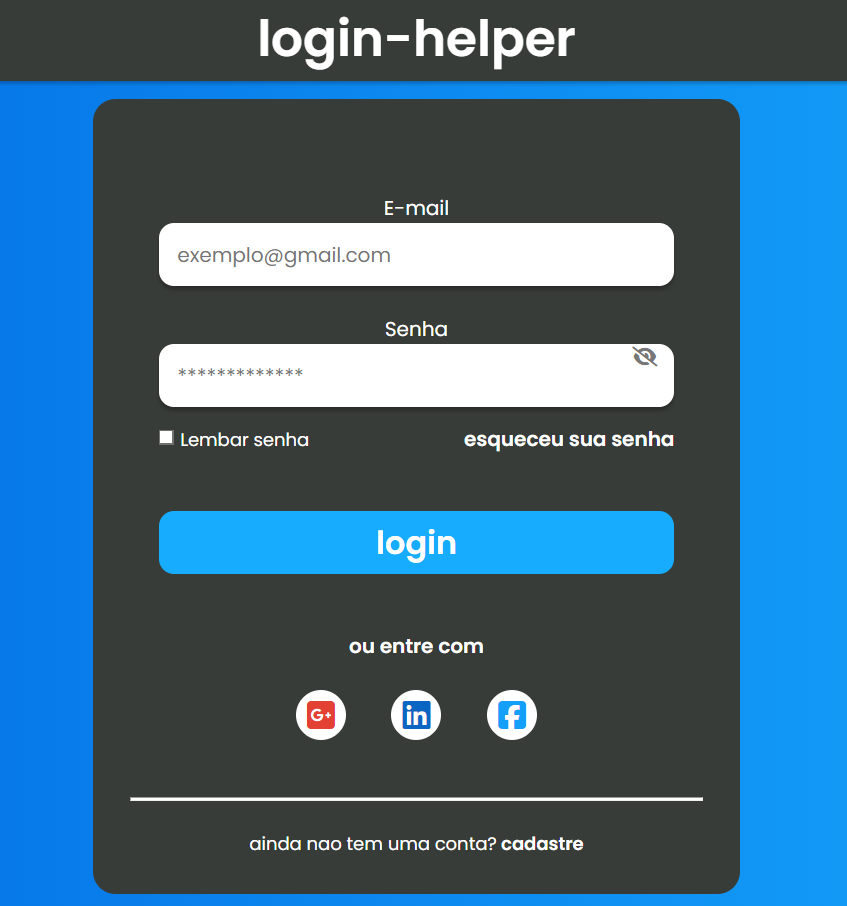 login-helper
E-mail
exemplo@gmail.com
Senha
*************
Lembar senha
esqueceu sua senha
login
ou entre com
G+
in
f
ainda nao tem uma conta? cadastre